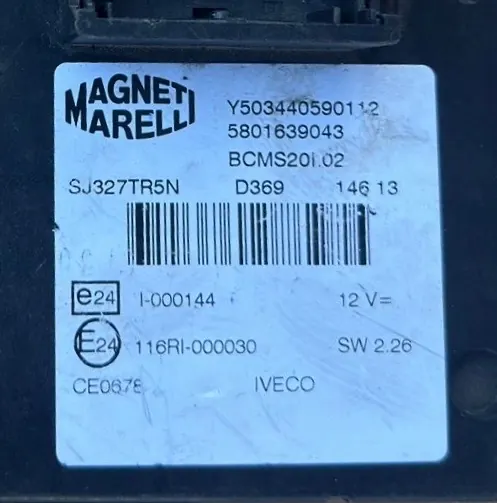 MAGNETI
MARELLI
Y503440590112
5801639043
BCMS20I.02
SJ327TR5N D369 146 13
e24 I-000144 12 V=
E24 116RI-000030 SW 2.26
CE0678 IVECO